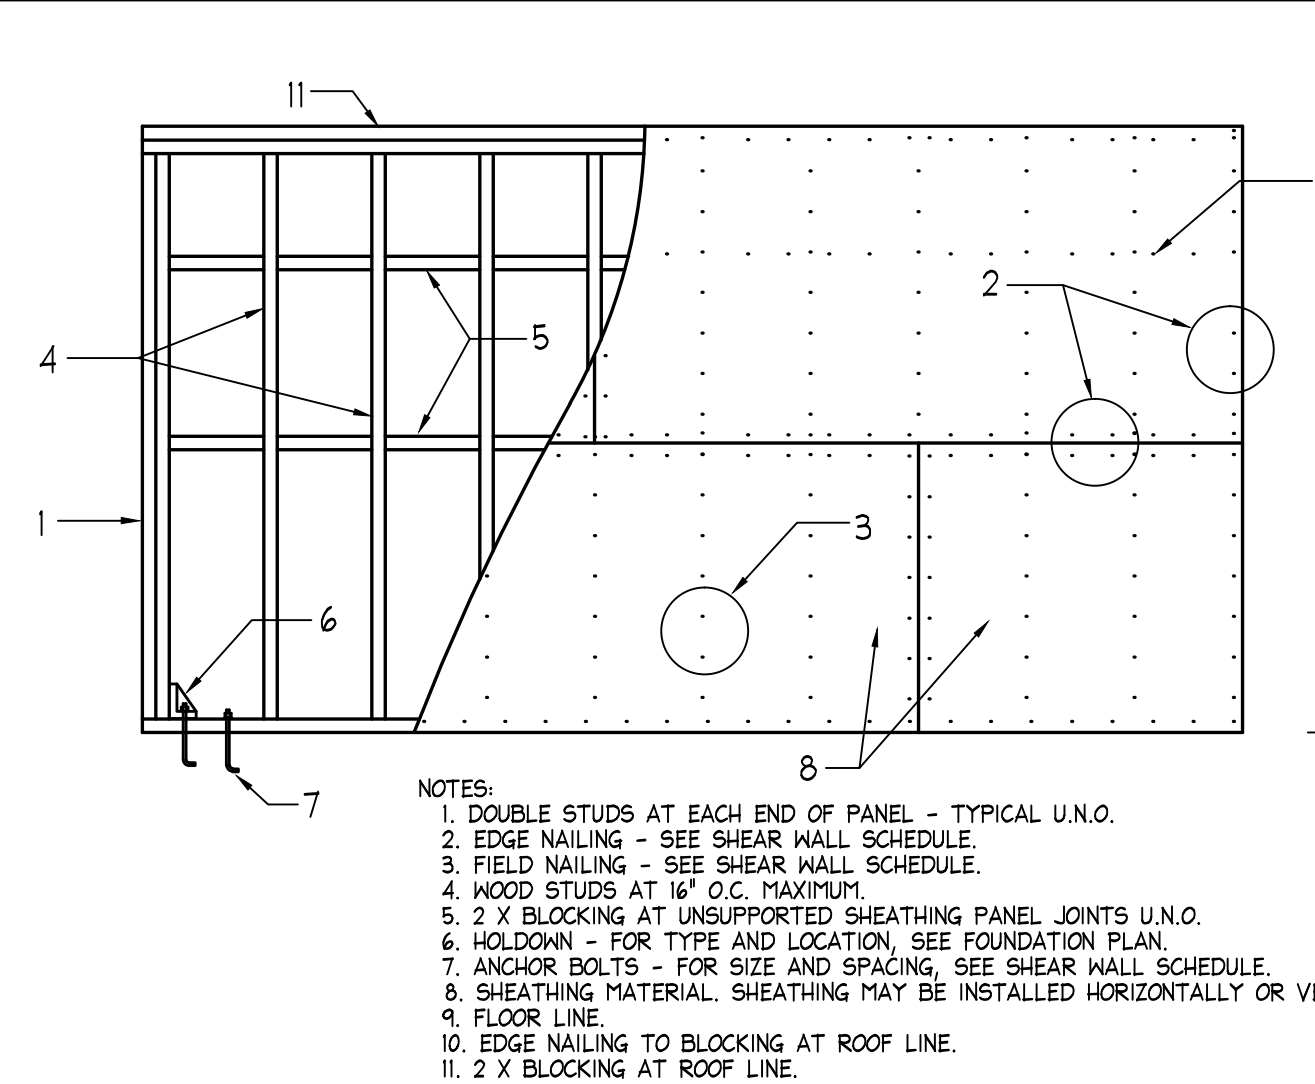 11
2
5
4
1
3
6
8
7
NOTES:
1. DOUBLE STUDS AT EACH END OF PANEL - TYPICAL U.N.O.
2. EDGE NAILING - SEE SHEAR WALL SCHEDULE.
3. FIELD NAILING - SEE SHEAR WALL SCHEDULE.
4. WOOD STUDS AT 16" O.C. MAXIMUM.
5. 2 X BLOCKING AT UNSUPPORTED SHEATHING PANEL JOINTS U.N.O.
6. HOLDOWN - FOR TYPE AND LOCATION, SEE FOUNDATION PLAN.
7. ANCHOR BOLTS - FOR SIZE AND SPACING, SEE SHEAR WALL SCHEDULE.
8. SHEATHING MATERIAL. SHEATHING MAY BE INSTALLED HORIZONTALLY OR
9. FLOOR LINE.
10. EDGE NAILING TO BLOCKING AT ROOF LINE.
11. 2 X BLOCKING AT ROOF LINE.